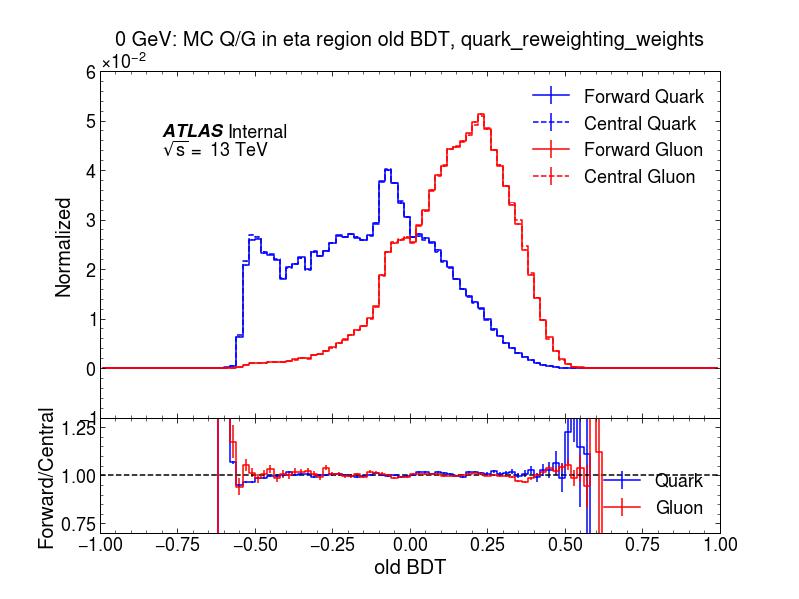 0 GeV: MC Q/G in eta region old BDT, quark_reweighting_weights
×10⁻²
6
5
4
3
2
1
0
−1
Normalized
ATLAS Internal
√s = 13 TeV
Forward Quark
Central Quark
Forward Gluon
Central Gluon
1.25
1.00
0.75
Forward/Central
Quark
Gluon
−1.00 −0.75 −0.50 −0.25 0.00 0.25 0.50 0.75 1.00
old BDT